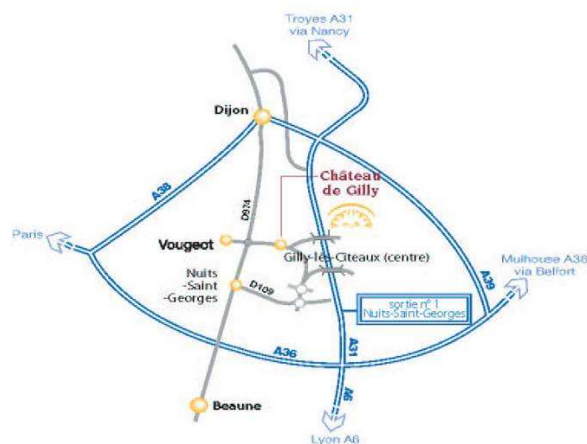 Troyes A31
via Nancy
Dijon
Château
de Gilly
A38
D974
Paris
Vougeot
Gilly-les-Cîteaux (centre)
Mulhouse A36
via Belfort
Nuits
-Saint
-Georges
D109
A39
sortie n° 1
Nuits-Saint-Georges
A36
A31
A6
Beaune
Lyon A6